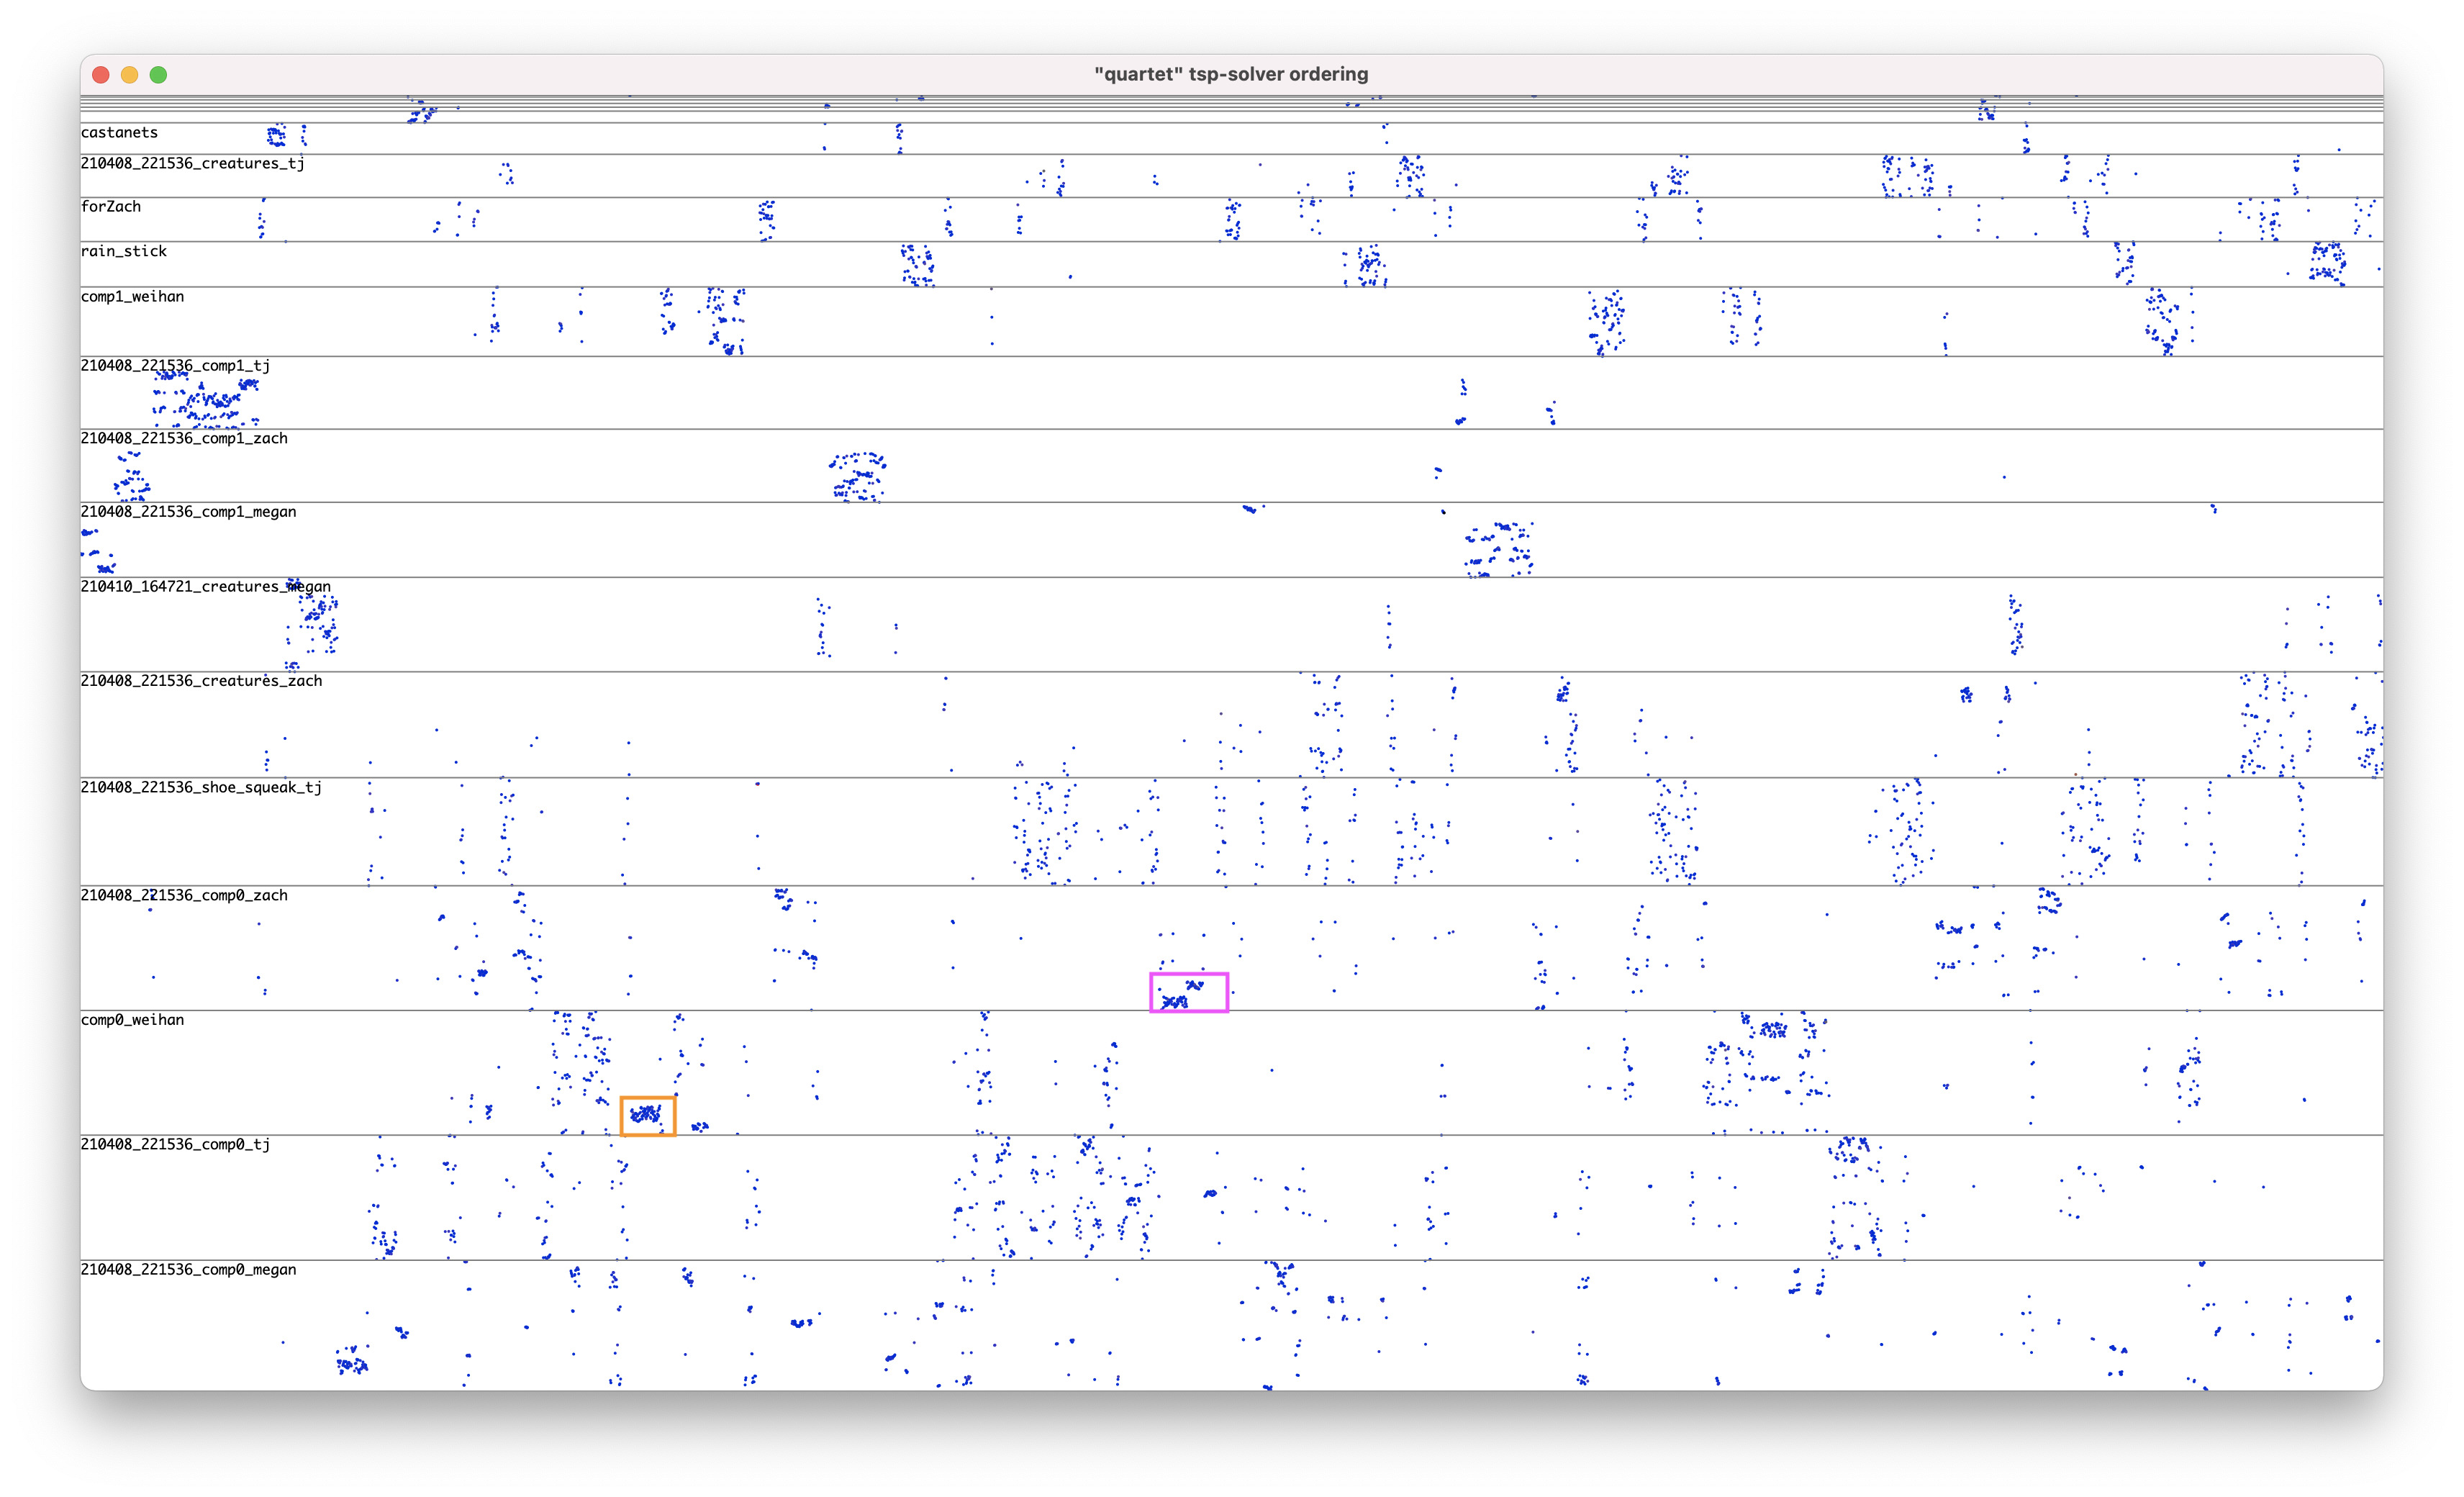 "quartet" tsp-solver ordering
castanets
210408_221536_creatures_tj
forZach
rain_stick
comp1_weihan
210408_221536_comp1_tj
210408_221536_comp1_zach
210408_221536_comp1_megan
210410_164721_creatures_megan
210408_221536_creatures_zach
210408_221536_shoe_squeak_tj
210408_221536_comp0_zach
comp0_weihan
210408_221536_comp0_tj
210408_221536_comp0_megan